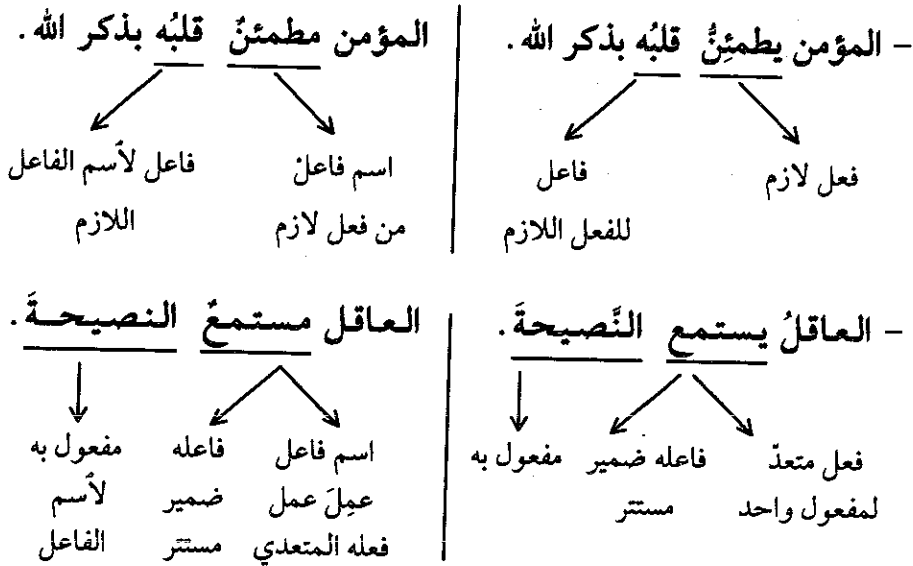 – المؤمن يطمئِنُّ قلبُه بذكر الله .
فعل لازم
فاعل
للفعل اللازم
المؤمن مطمئنٌ قلبُه بذكر الله .
اسم فاعلْ
من فعل لازم
فاعل لأسم الفاعل
اللازم
– العاقلُ يستمع النَّصيحةَ .
فعل متعدّ
لمفعول واحد
فاعله ضمير
مستتر
مفعول به
العاقل مستمعٌ النصيحةَ .
اسم فاعل
عمِلَ عمل
فعله المتعدي
فاعله
ضمير
مستتر
مفعول به
لأسم
الفاعل